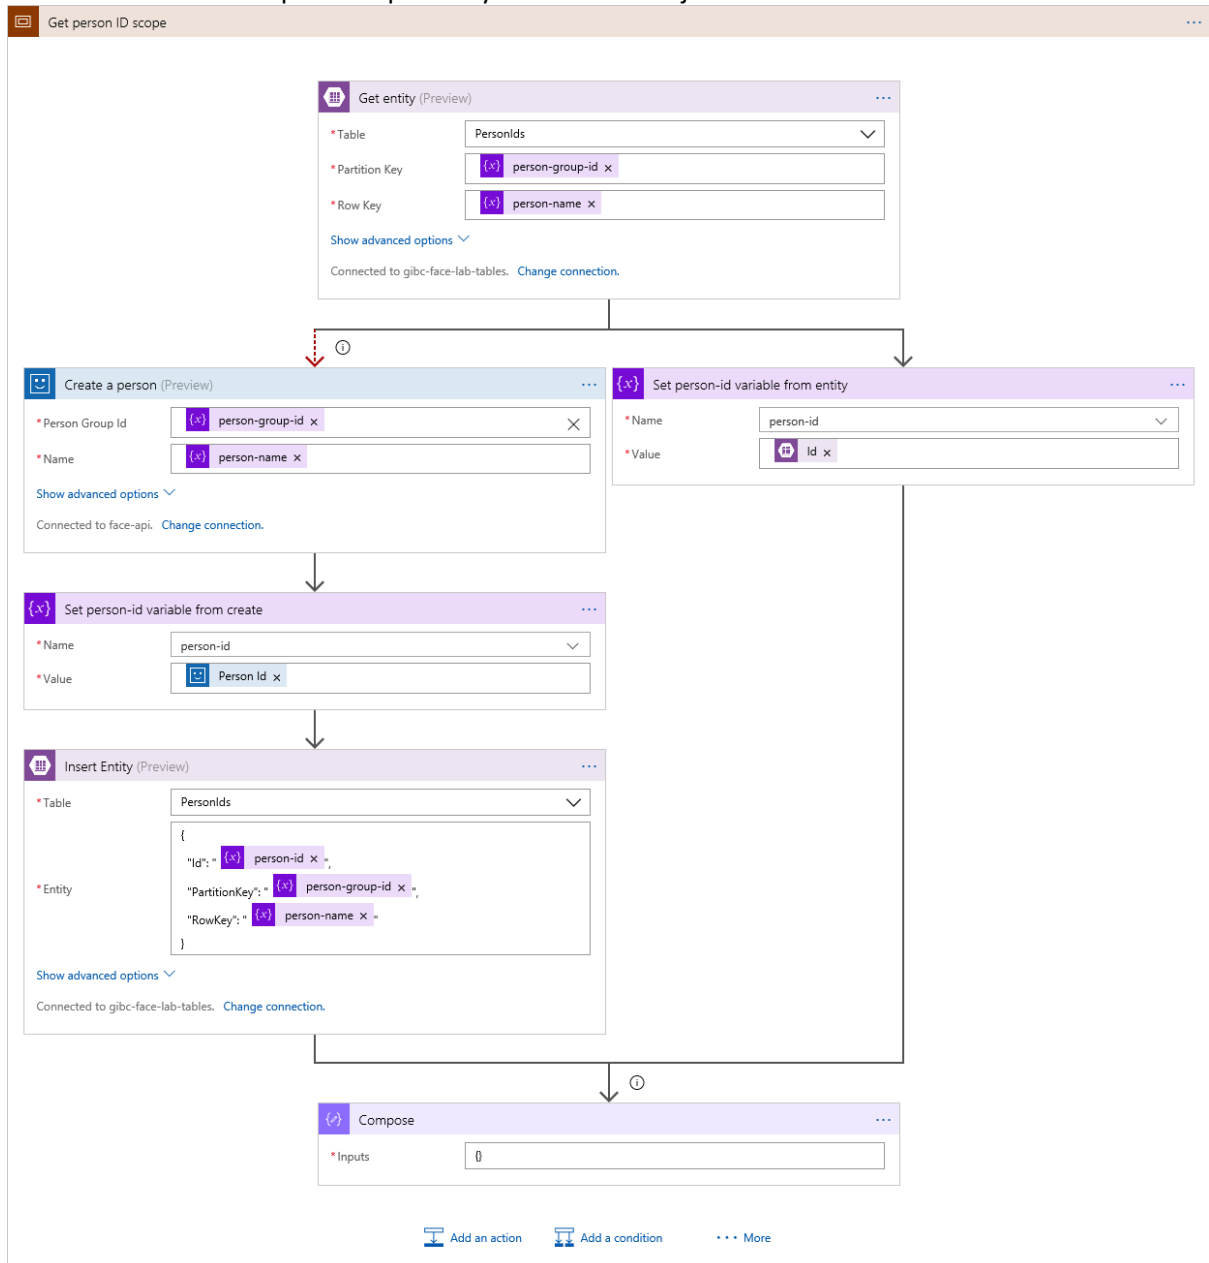 Get person ID scope
Get entity (Preview)
*Table
PersonIds
*Partition Key
{x} person-group-id ×
*Row Key
{x} person-name ×
Show advanced options
Connected to gibc-face-lab-tables. Change connection.
Create a person (Preview)
*Person Group Id
{x} person-group-id ×
*Name
{x} person-name ×
Show advanced options
Connected to face-api. Change connection.
{x} Set person-id variable from entity
*Name
person-id
*Value
Id ×
{x} Set person-id variable from create
*Name
person-id
*Value
Person Id ×
Insert Entity (Preview)
*Table
PersonIds
*Entity
{
"Id": " {x} person-id × ",
"PartitionKey": " {x} person-group-id × ",
"RowKey": " {x} person-name × "
}
Show advanced options
Connected to gibc-face-lab-tables. Change connection.
Compose
*Inputs
{}
Add an action
Add a condition
More